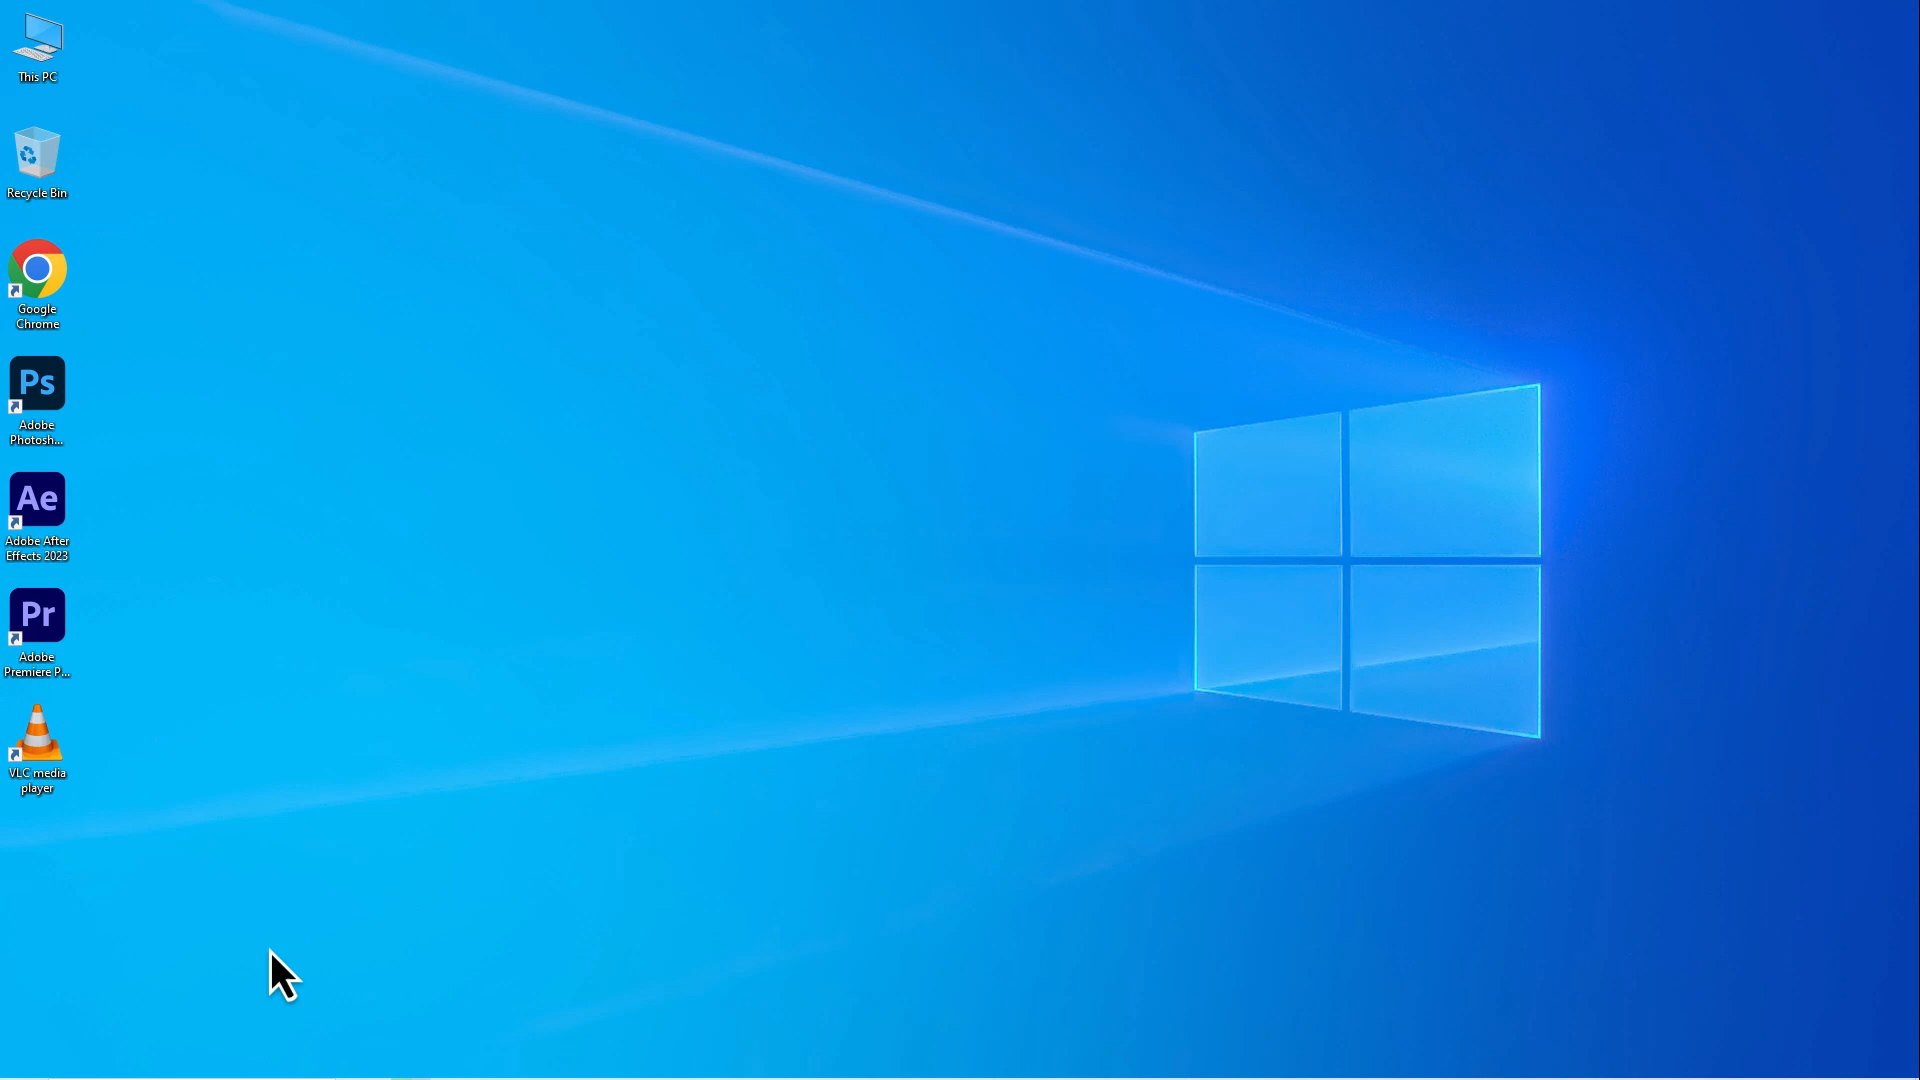 This PC
Recycle Bin
Google
Chrome
Ps
Adobe
Photosh...
Ae
Adobe After
Effects 2023
Pr
Adobe
Premiere P...
VLC media
player